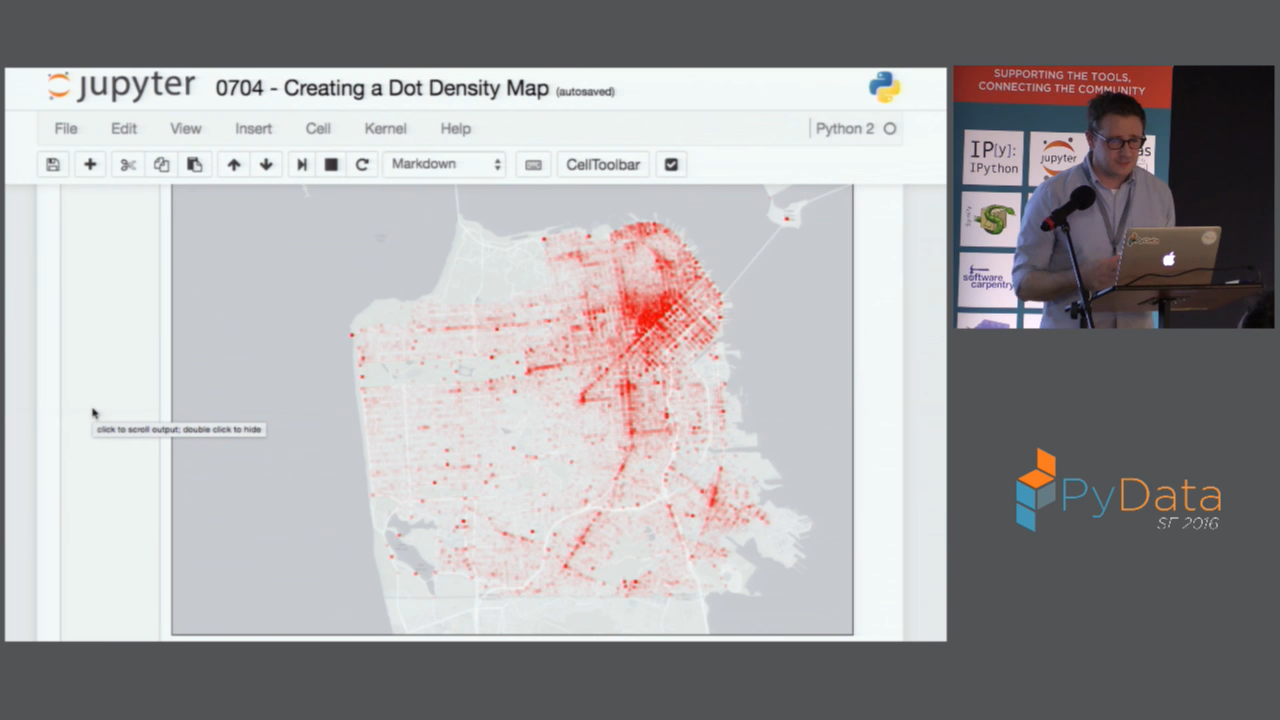 jupyter 0704 - Creating a Dot Density Map (autosaved)
File Edit View Insert Cell Kernel Help Python 2
Markdown CellToolbar
click to scroll output; double click to hide
SUPPORTING THE TOOLS,
CONNECTING THE COMMUNITY
IP[y]:
IPython
jupyter
as
software
carpentry
PyData
SF 2016